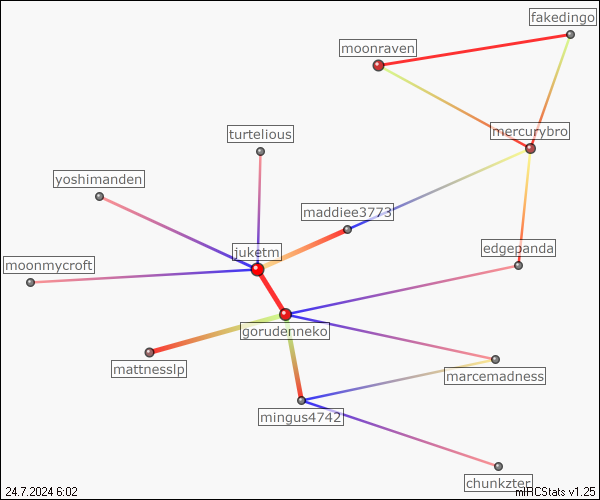 fakedingo
moonraven
mercurybro
turtelious
yoshimanden
maddiee3773
juketm
edgepanda
moonmycroft
gorudenneko
mattnesslp
marcemadness
mingus4742
chunkzter
24.7.2024 6:02
mIHCStats v1.25